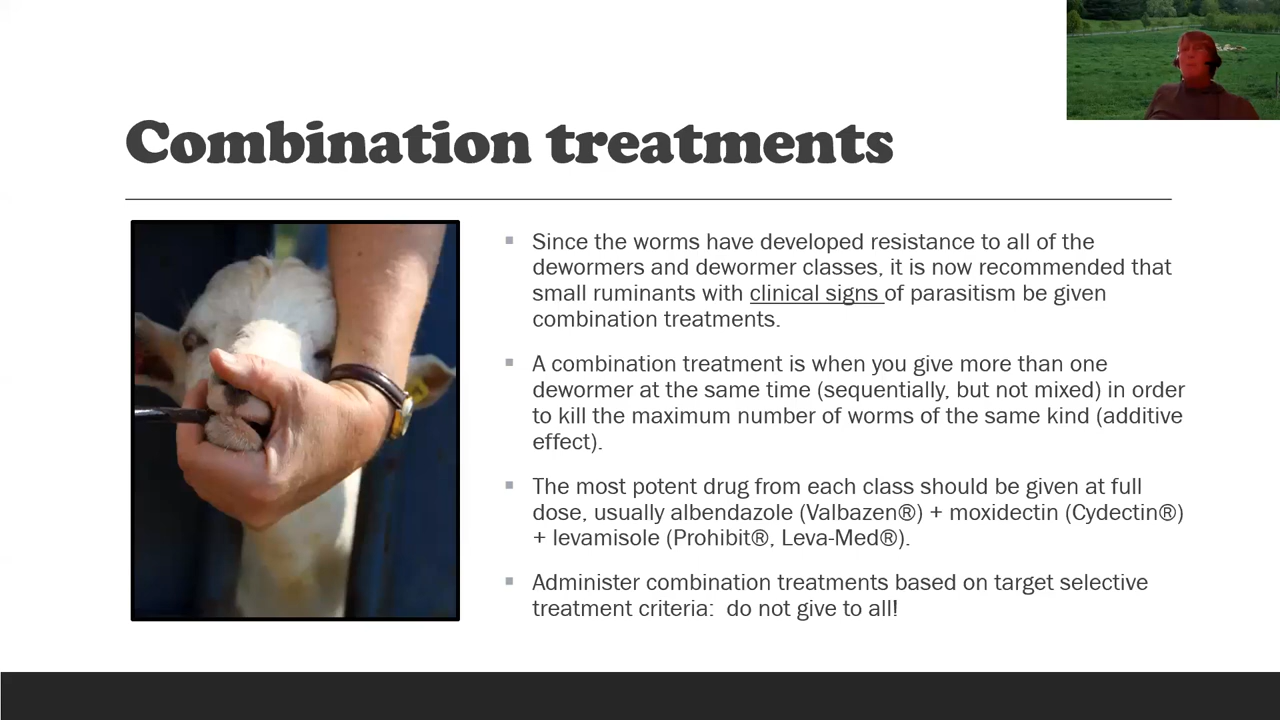 Combination treatments
Since the worms have developed resistance to all of the
dewormers and dewormer classes, it is now recommended that
small ruminants with clinical signs of parasitism be given
combination treatments.
A combination treatment is when you give more than one
dewormer at the same time (sequentially, but not mixed) in order
to kill the maximum number of worms of the same kind (additive
effect).
The most potent drug from each class should be given at full
dose, usually albendazole (Valbazen®) + moxidectin (Cydectin®)
+ levamisole (Prohibit®, Leva-Med®).
Administer combination treatments based on target selective
treatment criteria:  do not give to all!